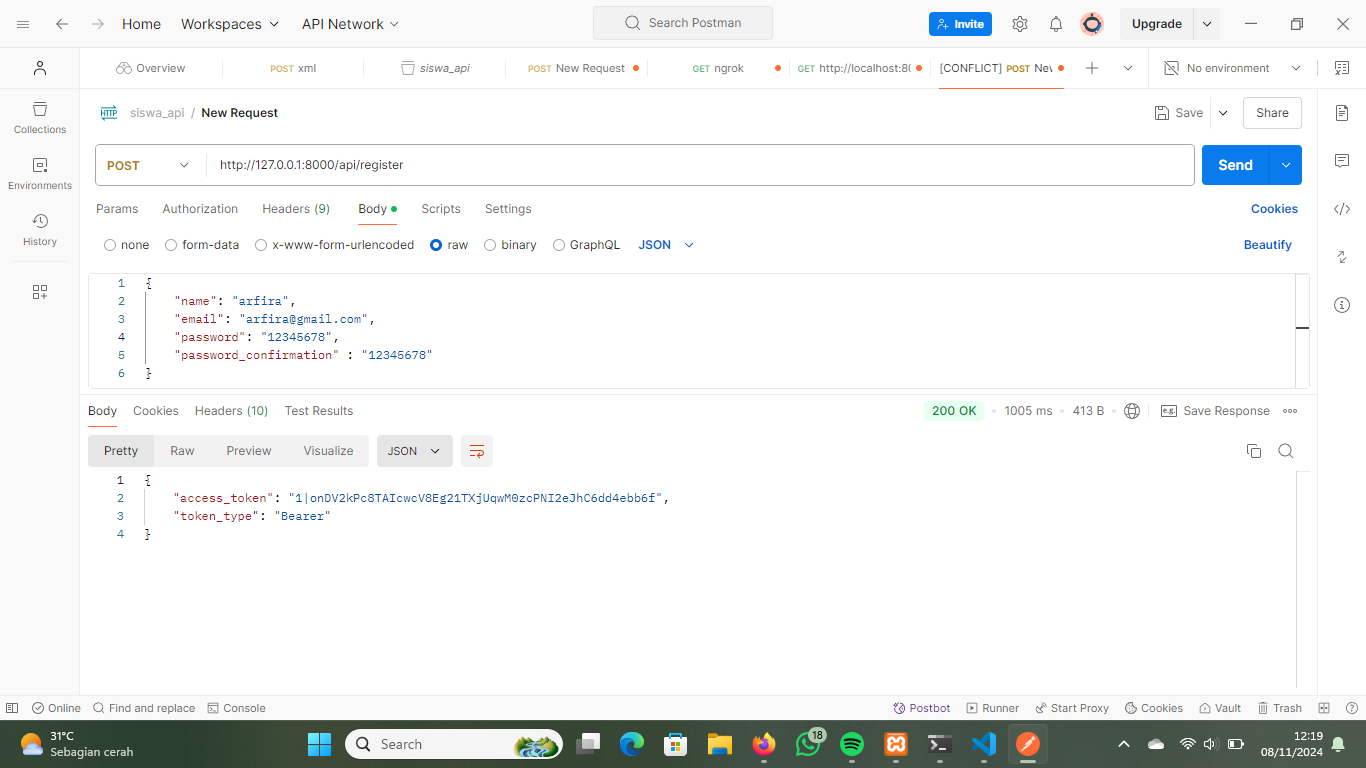 Home Workspaces API Network Search Postman Invite Upgrade
Overview POST xml siswa_api POST New Request GET ngrok GET http://localhost:80 [CONFLICT] POST Nev No environment
HTTP siswa_api / New Request Save Share
POST http://127.0.0.1:8000/api/register Send
Params Authorization Headers (9) Body Scripts Settings Cookies
none form-data x-www-form-urlencoded raw binary GraphQL JSON Beautify
Collections
Environments
History
1 {
2 "name": "arfira",
3 "email": "arfira@gmail.com",
4 "password": "12345678",
5 "password_confirmation" : "12345678"
6 }
Body Cookies Headers (10) Test Results 200 OK 1005 ms 413 B e.g. Save Response
Pretty Raw Preview Visualize JSON
1 {
2 "access_token": "1|onDV2kPc8TAIcwcV8Eg21TXjUqwM0zcPNI2eJhC6dd4ebb6f",
3 "token_type": "Bearer"
4 }
Online Find and replace Console Postbot Runner Start Proxy Cookies Vault Trash
31°C
Sebagian cerah
Search
18
12:19
08/11/2024